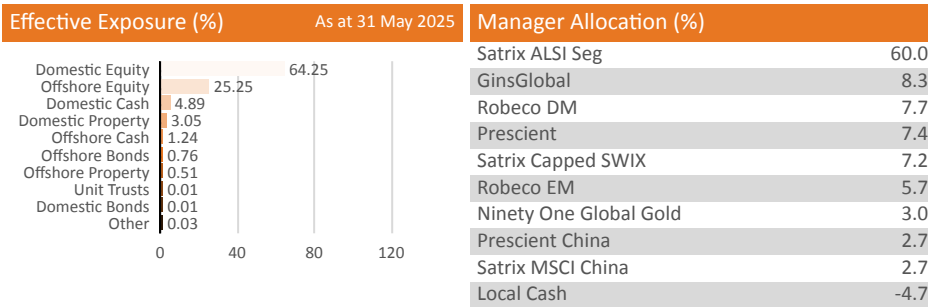 Effective Exposure (%) As at 31 May 2025
Domestic Equity 64.25
Offshore Equity 25.25
Domestic Cash 4.89
Domestic Property 3.05
Offshore Cash 1.24
Offshore Bonds 0.76
Offshore Property 0.51
Unit Trusts 0.01
Domestic Bonds 0.01
Other 0.03
0 40 80 120
Manager Allocation (%)
Satrix ALSI Seg 60.0
GinsGlobal 8.3
Robeco DM 7.7
Prescient 7.4
Satrix Capped SWIX 7.2
Robeco EM 5.7
Ninety One Global Gold 3.0
Prescient China 2.7
Satrix MSCI China 2.7
Local Cash -4.7